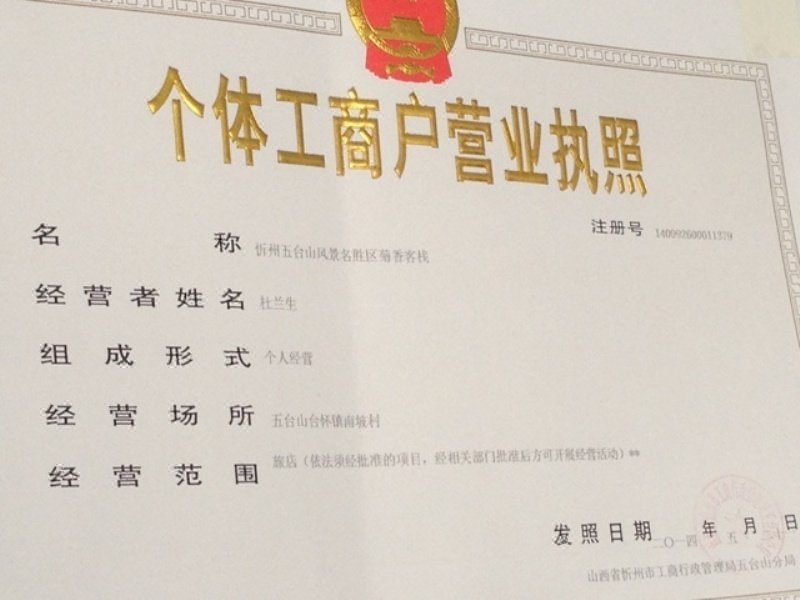 个体工商户营业执照
注册号 140992600011379
名称 忻州五台山风景名胜区菊香客栈
经营者姓名 杜兰生
组成形式 个人经营
经营场所 五台山台怀镇南坡村
经营范围 旅店（依法须经批准的项目，经相关部门批准后方可开展经营活动）**
发照日期 二〇一四 年 五 月 日
山西省忻州市工商行政管理局五台山分局